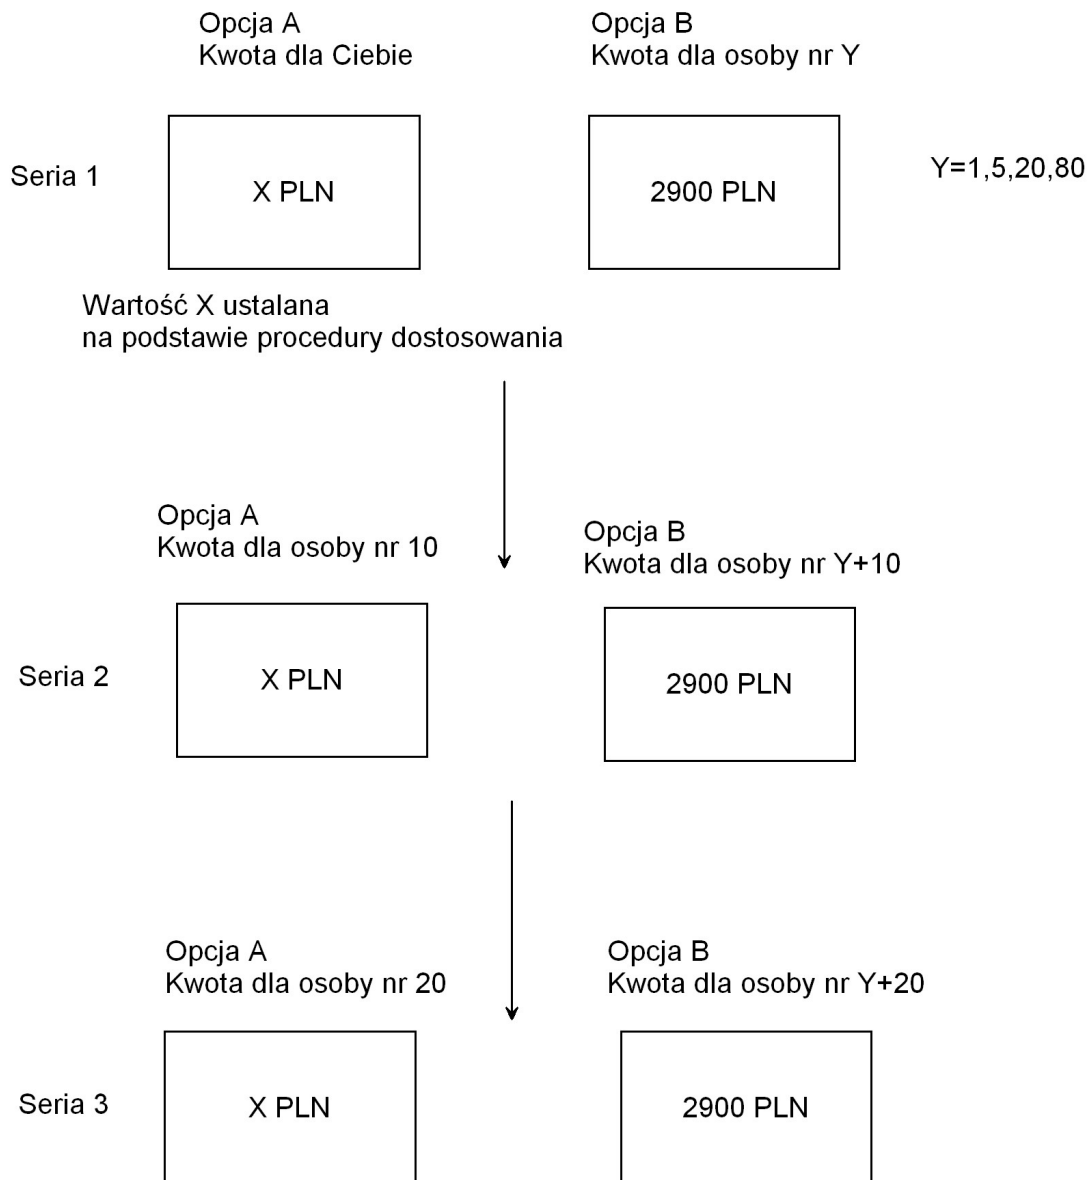 Opcja A
Kwota dla Ciebie
Opcja B
Kwota dla osoby nr Y
Seria 1
X PLN
2900 PLN
Y=1,5,20,80
Wartość X ustalana
na podstawie procedury dostosowania
Opcja A
Kwota dla osoby nr 10
Opcja B
Kwota dla osoby nr Y+10
Seria 2
X PLN
2900 PLN
Opcja A
Kwota dla osoby nr 20
Opcja B
Kwota dla osoby nr Y+20
Seria 3
X PLN
2900 PLN